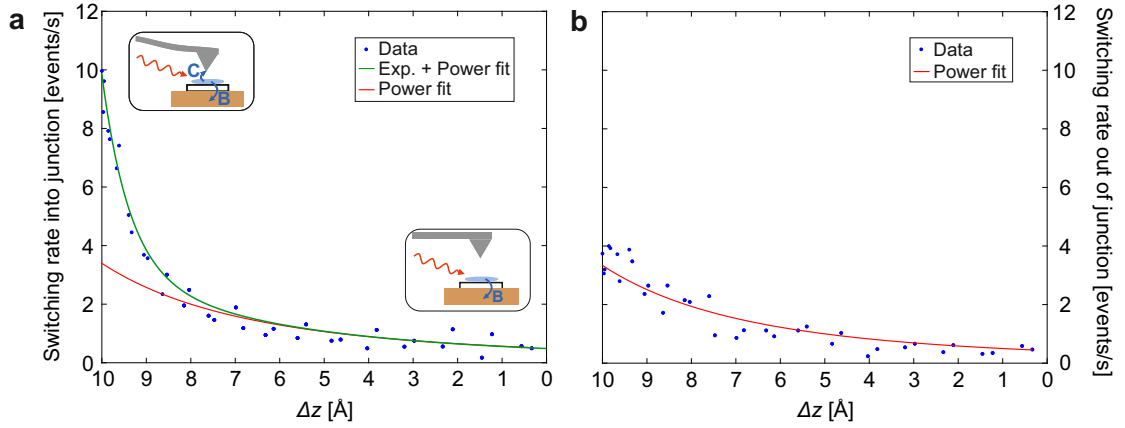 a
Switching rate into junction [events/s]
12
10
8
6
4
2
0
10 9 8 7 6 5 4 3 2 1 0
Δz [Å]
C
B
Data
Exp. + Power fit
Power fit
B
b
Switching rate out of junction [events/s]
12
10
8
6
4
2
0
10 9 8 7 6 5 4 3 2 1 0
Δz [Å]
Data
Power fit